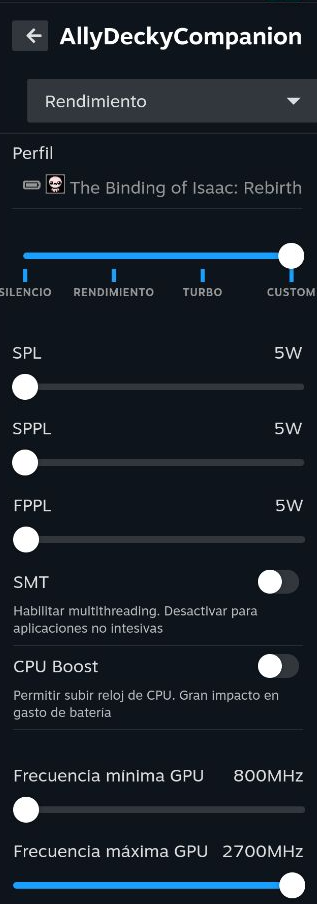 AllyDeckyCompanion
Rendimiento
Perfil
The Binding of Isaac: Rebirth
SILENCIO RENDIMIENTO TURBO CUSTOM
SPL 5W
SPPL 5W
FPPL 5W
SMT
Habilitar multithreading. Desactivar para
aplicaciones no intesivas
CPU Boost
Permitir subir reloj de CPU. Gran impacto en
gasto de batería
Frecuencia mínima GPU 800MHz
Frecuencia máxima GPU 2700MHz